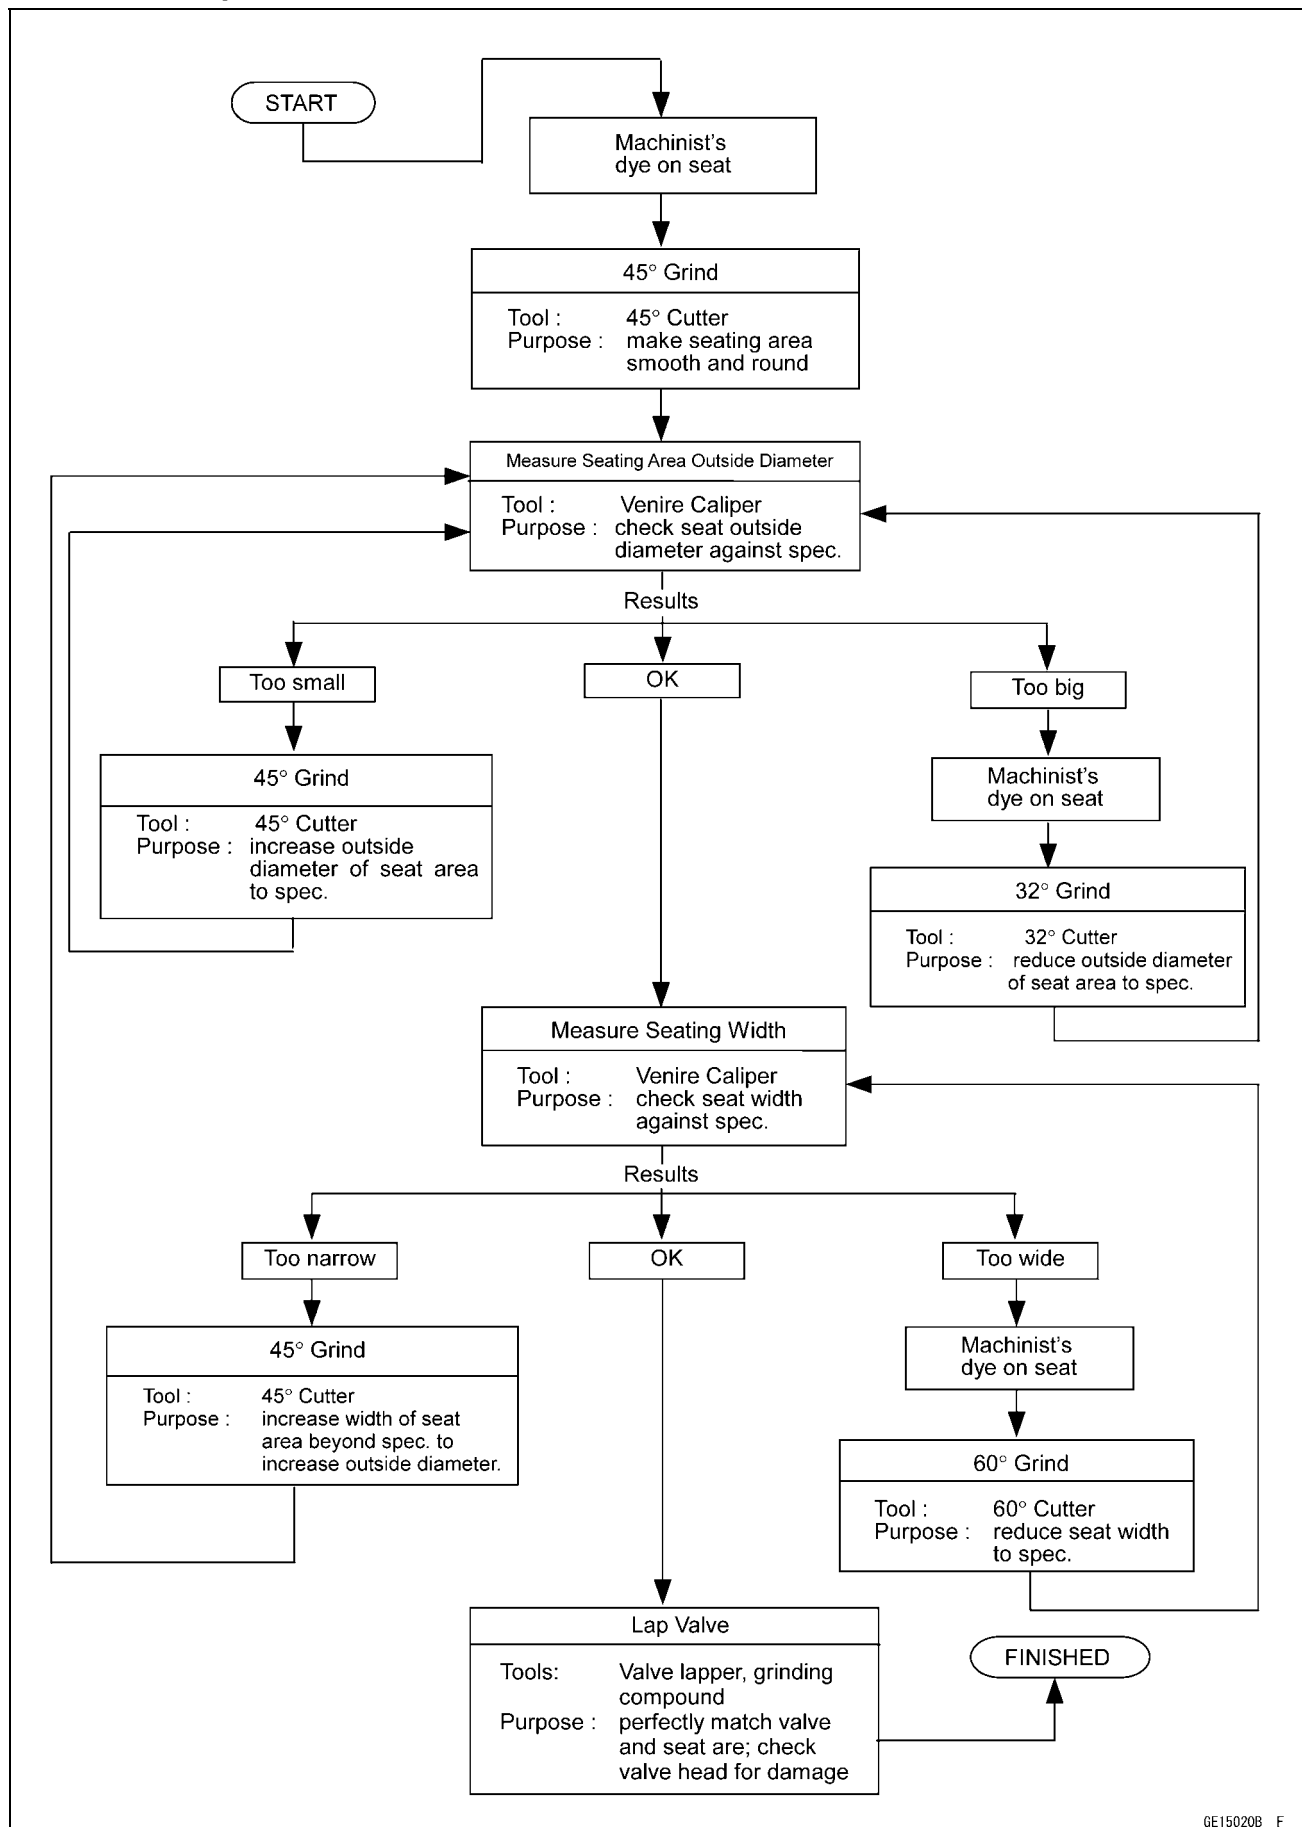 START
Machinist's
dye on seat
45° Grind
Tool : 45° Cutter
Purpose : make seating area
smooth and round
Measure Seating Area Outside Diameter
Tool : Venire Caliper
Purpose : check seat outside
diameter against spec.
Results
Too small
OK
Too big
45° Grind
Tool : 45° Cutter
Purpose : increase outside
diameter of seat area
to spec.
Machinist's
dye on seat
32° Grind
Tool : 32° Cutter
Purpose : reduce outside diameter
of seat area to spec.
Measure Seating Width
Tool : Venire Caliper
Purpose : check seat width
against spec.
Results
Too narrow
OK
Too wide
45° Grind
Tool : 45° Cutter
Purpose : increase width of seat
area beyond spec. to
increase outside diameter.
Machinist's
dye on seat
60° Grind
Tool : 60° Cutter
Purpose : reduce seat width
to spec.
Lap Valve
Tools: Valve lapper, grinding
compound
Purpose : perfectly match valve
and seat are; check
valve head for damage
FINISHED
GE15020B F